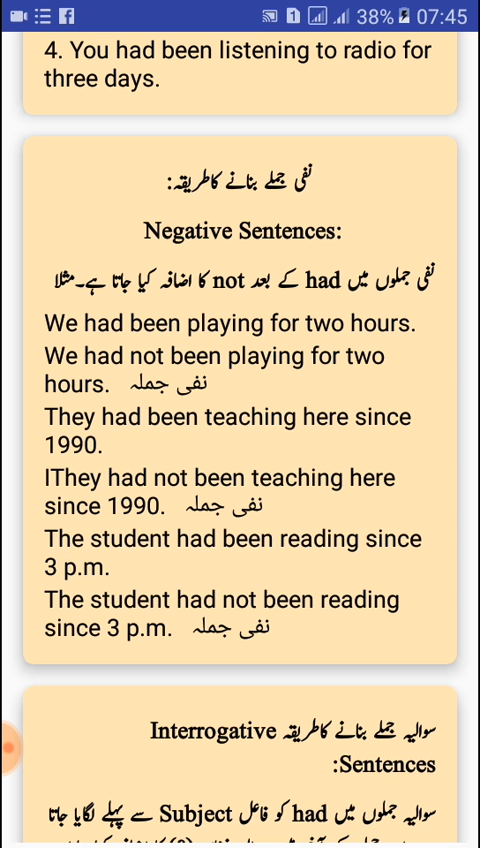 38% 07:45
4. You had been listening to radio for
three days.
نفی جملے بنانے کاطریقہ:
Negative Sentences:
نفی جملوں میں had کے بعد not کا اضافہ کیا جاتا ہے۔مثلا
We had been playing for two hours.
We had not been playing for two
hours. نفی جملہ
They had been teaching here since
1990.
IThey had not been teaching here
since 1990. نفی جملہ
The student had been reading since
3 p.m.
The student had not been reading
since 3 p.m. نفی جملہ
سوالیہ جملے بنانے کاطریقہ Interrogative
Sentences:
سوالیہ جملوں میں had کو فاعل Subject سے پہلے لگایا جاتا